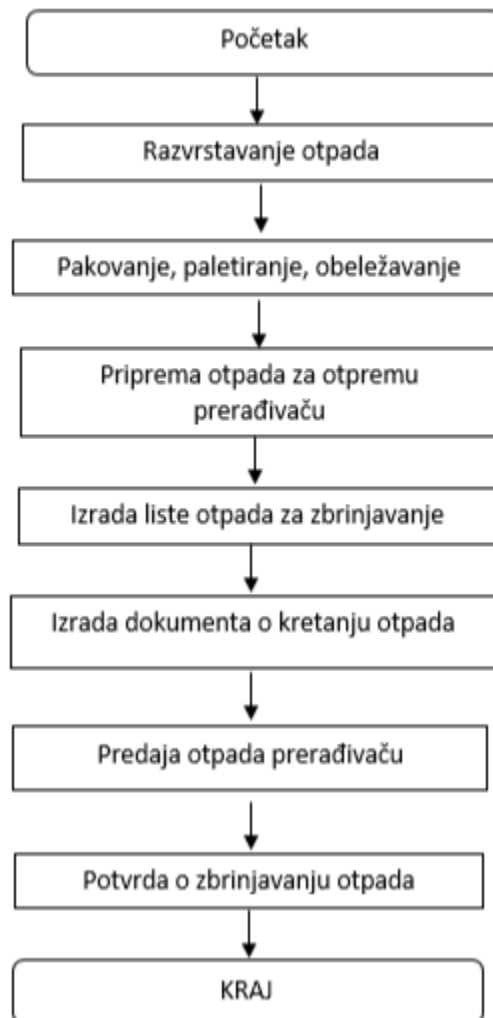 Početak
Razvrstavanje otpada
Pakovanje, paletiranje, obeležavanje
Priprema otpada za otpremu
prerađivaču
Izrada liste otpada za zbrinjavanje
Izrada dokumenta o kretanju otpada
Predaja otpada prerađivaču
Potvrda o zbrinjavanju otpada
KRAJ